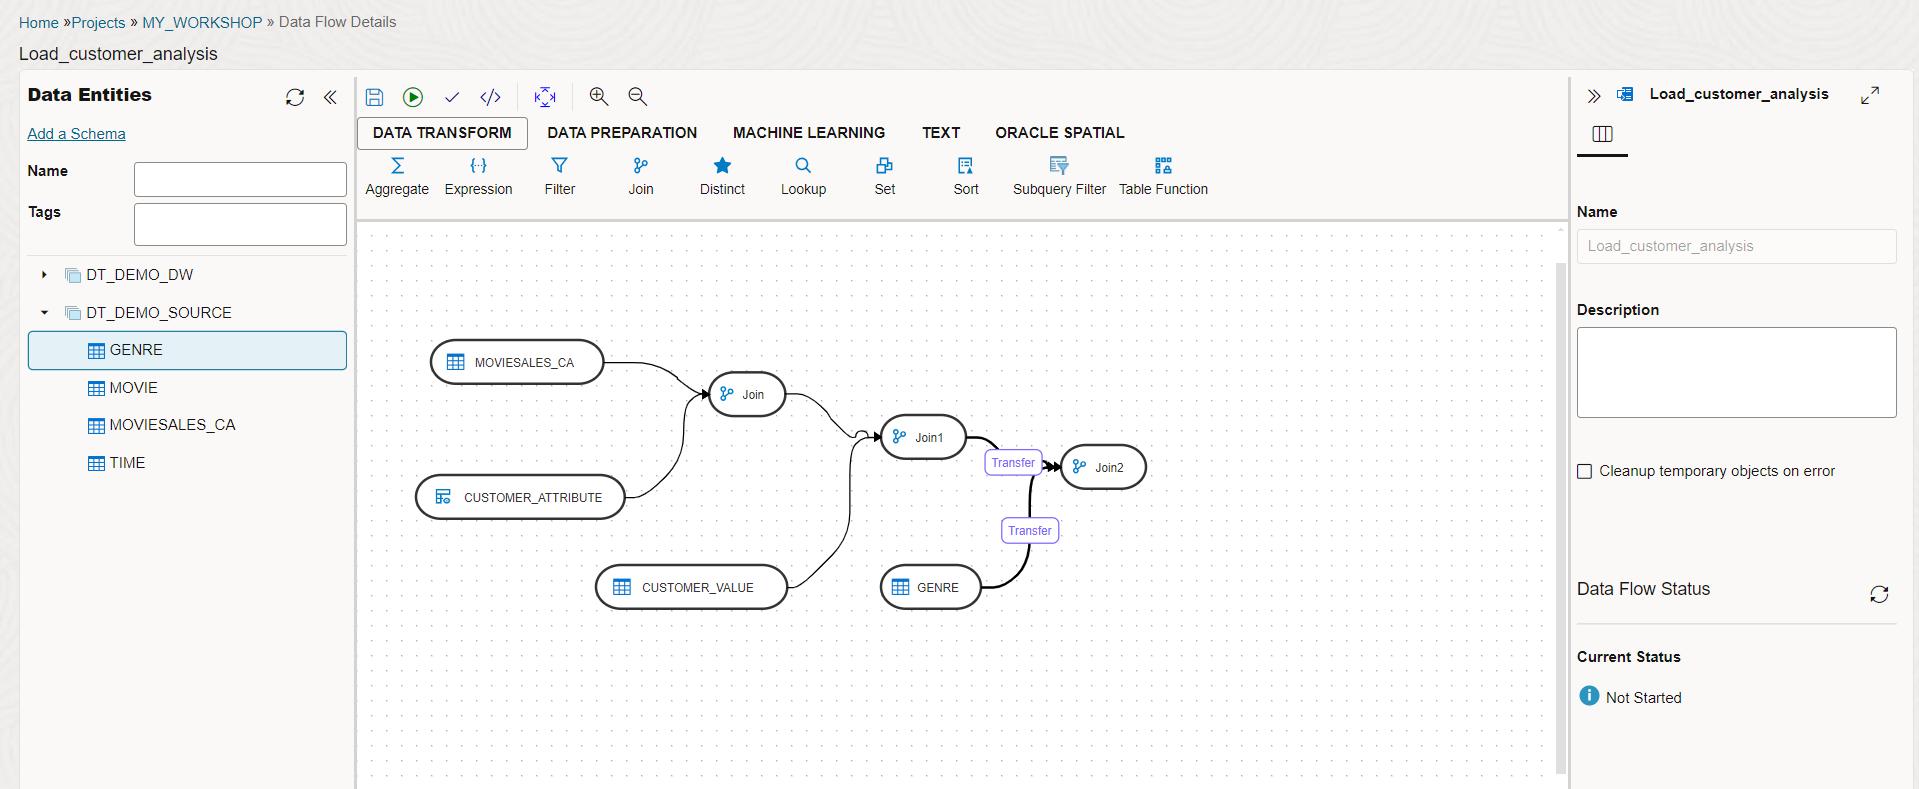 Home »Projects » MY_WORKSHOP » Data Flow Details
Load_customer_analysis
Data Entities
Add a Schema
Name
Tags
DT_DEMO_DW
DT_DEMO_SOURCE
GENRE
MOVIE
MOVIESALES_CA
TIME
DATA TRANSFORM DATA PREPARATION MACHINE LEARNING TEXT ORACLE SPATIAL
Aggregate Expression Filter Join Distinct Lookup Set Sort Subquery Filter Table Function
MOVIESALES_CA
Join
Join1
Transfer
Join2
CUSTOMER_ATTRIBUTE
Transfer
CUSTOMER_VALUE
GENRE
Load_customer_analysis
Name
Load_customer_analysis
Description
Cleanup temporary objects on error
Data Flow Status
Current Status
Not Started